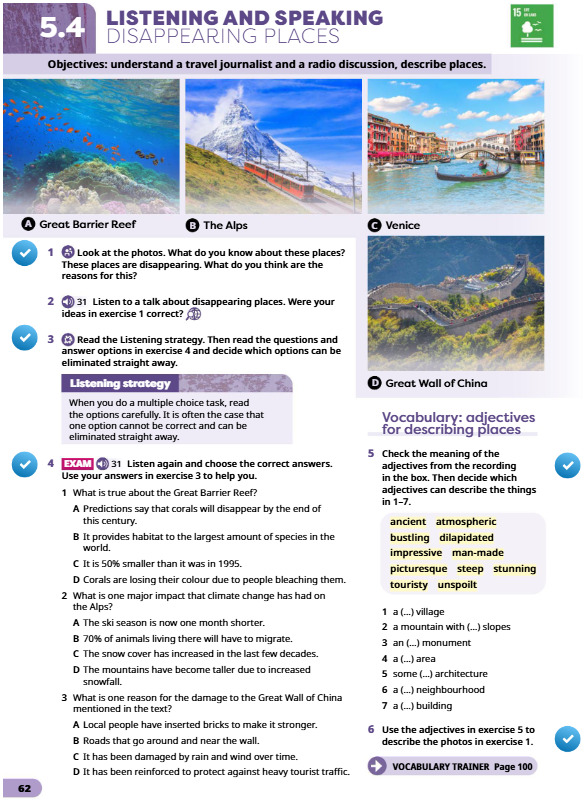 5.4
LISTENING AND SPEAKING
DISAPPEARING PLACES
15 LIFE
ON LAND
Objectives: understand a travel journalist and a radio discussion, describe places.
A Great Barrier Reef
B The Alps
C Venice
D Great Wall of China
1 Look at the photos. What do you know about these places?
These places are disappearing. What do you think are the
reasons for this?
2 31 Listen to a talk about disappearing places. Were your
ideas in exercise 1 correct?
3 Read the Listening strategy. Then read the questions and
answer options in exercise 4 and decide which options can be
eliminated straight away.
Listening strategy
When you do a multiple choice task, read
the options carefully. It is often the case that
one option cannot be correct and can be
eliminated straight away.
4 EXAM 31 Listen again and choose the correct answers.
Use your answers in exercise 3 to help you.
1 What is true about the Great Barrier Reef?
A Predictions say that corals will disappear by the end of
this century.
B It provides habitat to the largest amount of species in the
world.
C It is 50% smaller than it was in 1995.
D Corals are losing their colour due to people bleaching them.
2 What is one major impact that climate change has had on
the Alps?
A The ski season is now one month shorter.
B 70% of animals living there will have to migrate.
C The snow cover has increased in the last few decades.
D The mountains have become taller due to increased
snowfall.
3 What is one reason for the damage to the Great Wall of China
mentioned in the text?
A Local people have inserted bricks to make it stronger.
B Roads that go around and near the wall.
C It has been damaged by rain and wind over time.
D It has been reinforced to protect against heavy tourist traffic.
Vocabulary: adjectives
for describing places
5 Check the meaning of the
adjectives from the recording
in the box. Then decide which
adjectives can describe the things
in 1–7.
ancient atmospheric
bustling dilapidated
impressive man-made
picturesque steep stunning
touristy unspoilt
1 a (...) village
2 a mountain with (...) slopes
3 an (...) monument
4 a (...) area
5 some (...) architecture
6 a (...) neighbourhood
7 a (...) building
6 Use the adjectives in exercise 5 to
describe the photos in exercise 1.
VOCABULARY TRAINER Page 100
62